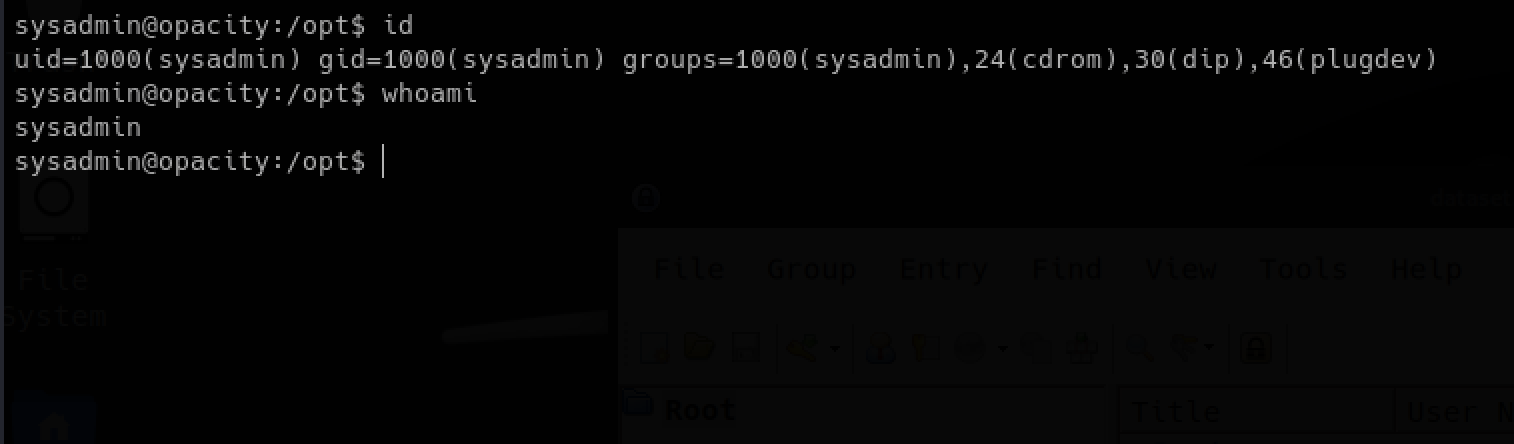 sysadmin@opacity:/opt$ id
uid=1000(sysadmin) gid=1000(sysadmin) groups=1000(sysadmin),24(cdrom),30(dip),46(plugdev)
sysadmin@opacity:/opt$ whoami
sysadmin
sysadmin@opacity:/opt$
dataset
File Group Entry Find View Tools Help
File
System
Root
Title User N